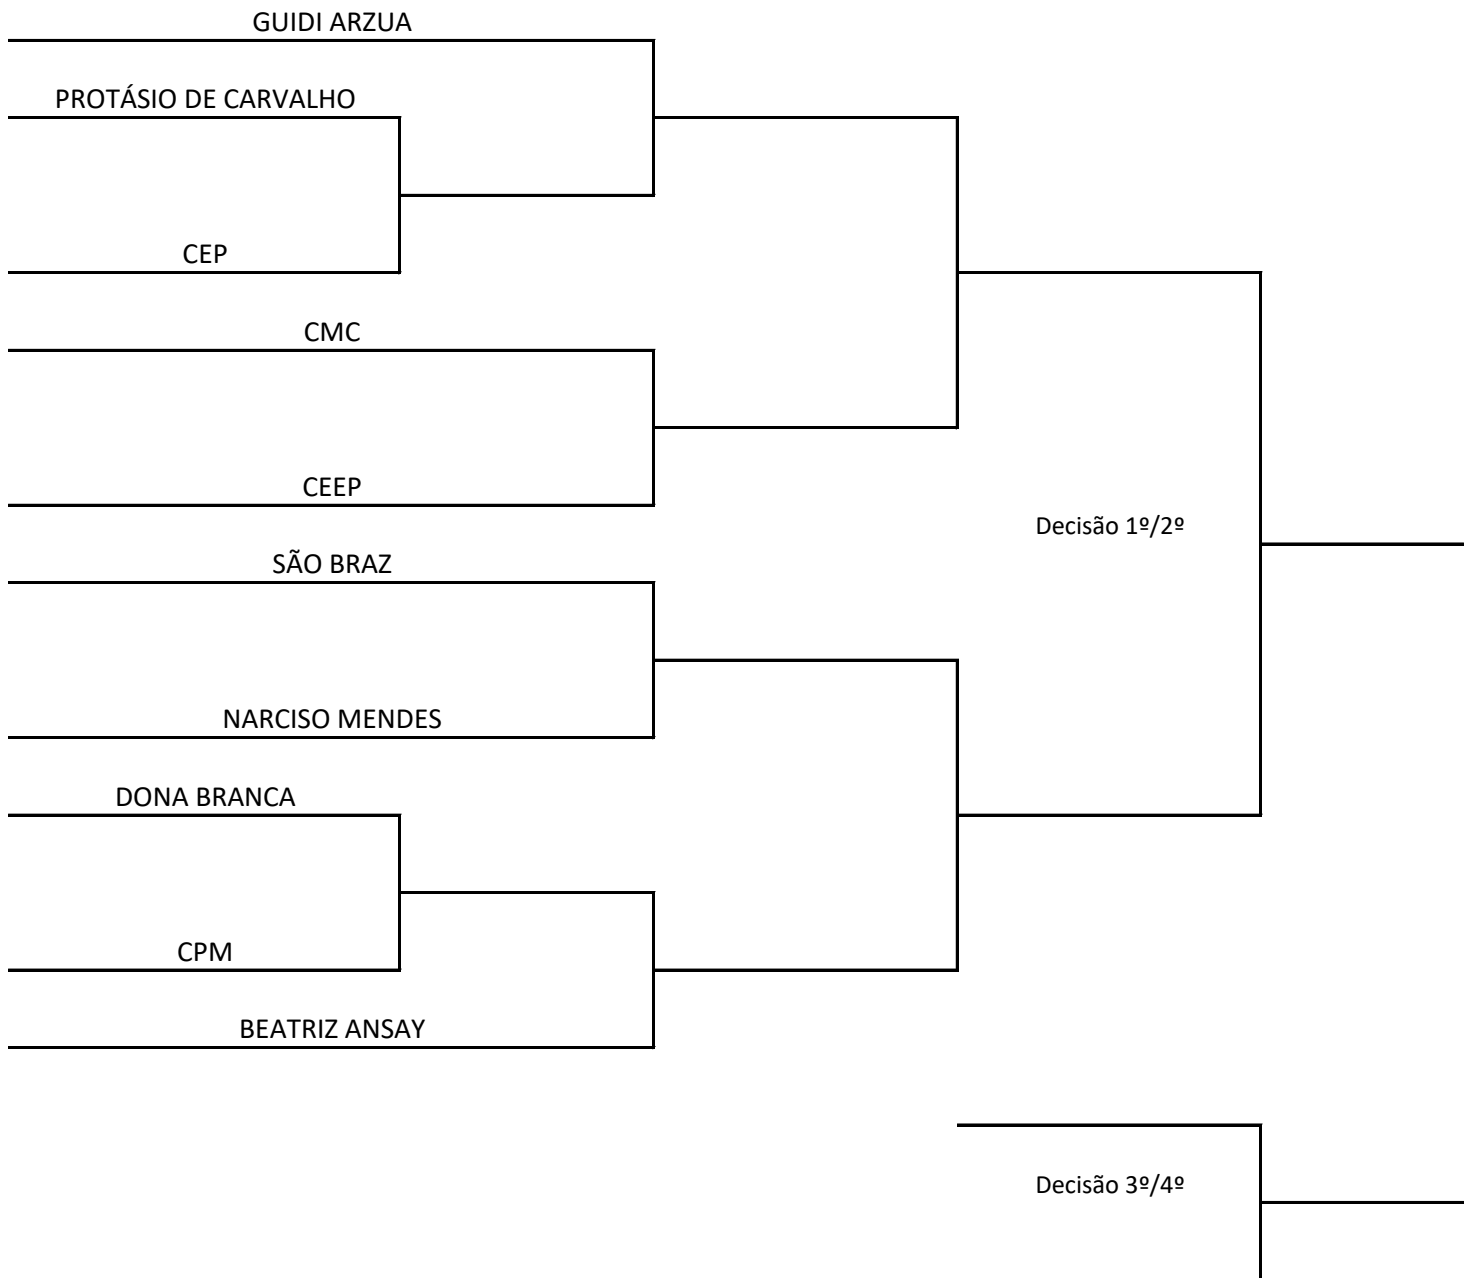 GUIDI ARZUA
PROTÁSIO DE CARVALHO
CEP
CMC
CEEP
Decisão 1º/2º
SÃO BRAZ
NARCISO MENDES
DONA BRANCA
CPM
BEATRIZ ANSAY
Decisão 3º/4º